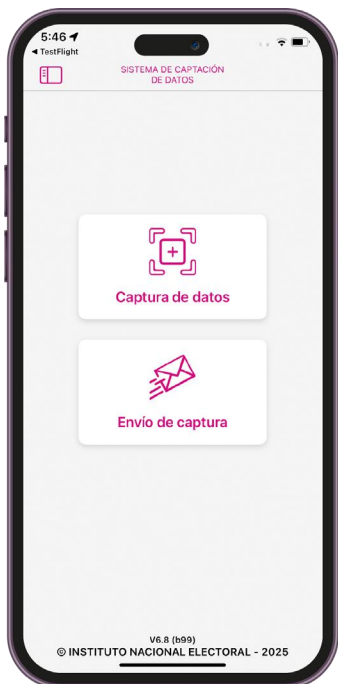 5:46
◀ TestFlight
SISTEMA DE CAPTACIÓN
DE DATOS
Captura de datos
Envío de captura
V6.8 (b99)
© INSTITUTO NACIONAL ELECTORAL - 2025